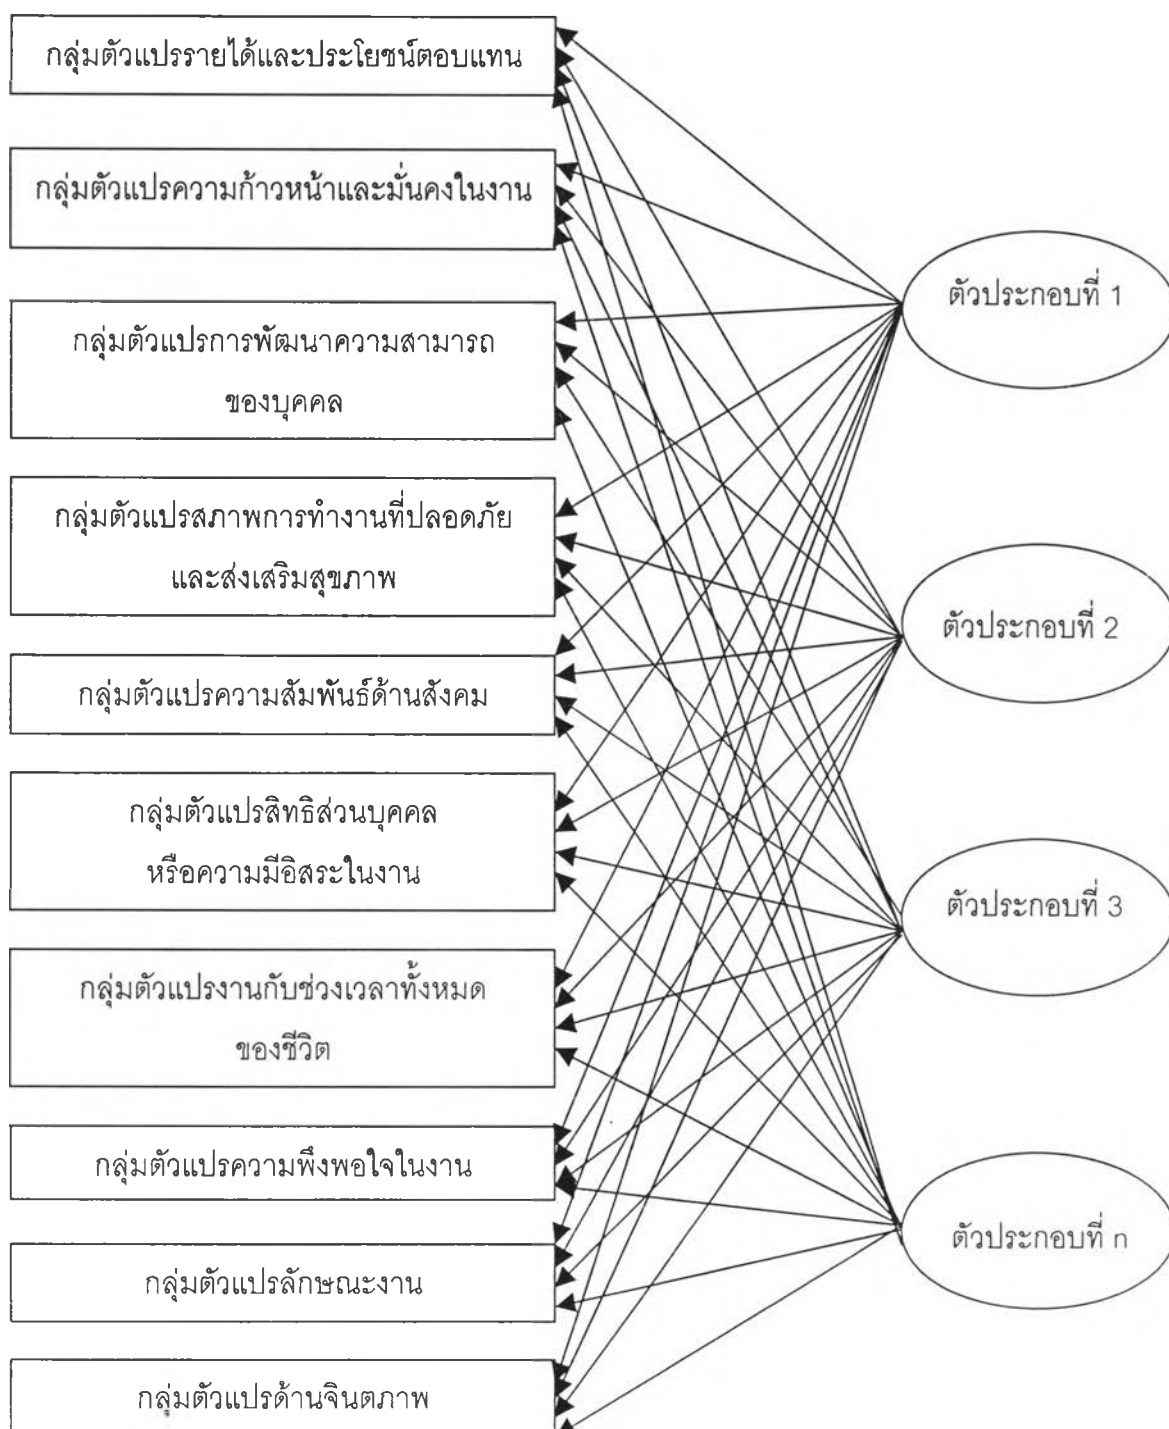 กลุ่มตัวแปรรายได้และประโยชน์ตอบแทน
กลุ่มตัวแปรความก้าวหน้าและมั่นคงในงาน
กลุ่มตัวแปรการพัฒนาความสามารถ
ของบุคคล
กลุ่มตัวแปรสภาพการทำงานที่ปลอดภัย
และส่งเสริมสุขภาพ
กลุ่มตัวแปรความสัมพันธ์ด้านสังคม
กลุ่มตัวแปรสิทธิส่วนบุคคล
หรือความมีอิสระในงาน
กลุ่มตัวแปรงานกับช่วงเวลาทั้งหมด
ของชีวิต
กลุ่มตัวแปรความพึงพอใจในงาน
กลุ่มตัวแปรลักษณะงาน
กลุ่มตัวแปรด้านจินตภาพ
ตัวประกอบที่ 1
ตัวประกอบที่ 2
ตัวประกอบที่ 3
ตัวประกอบที่ n